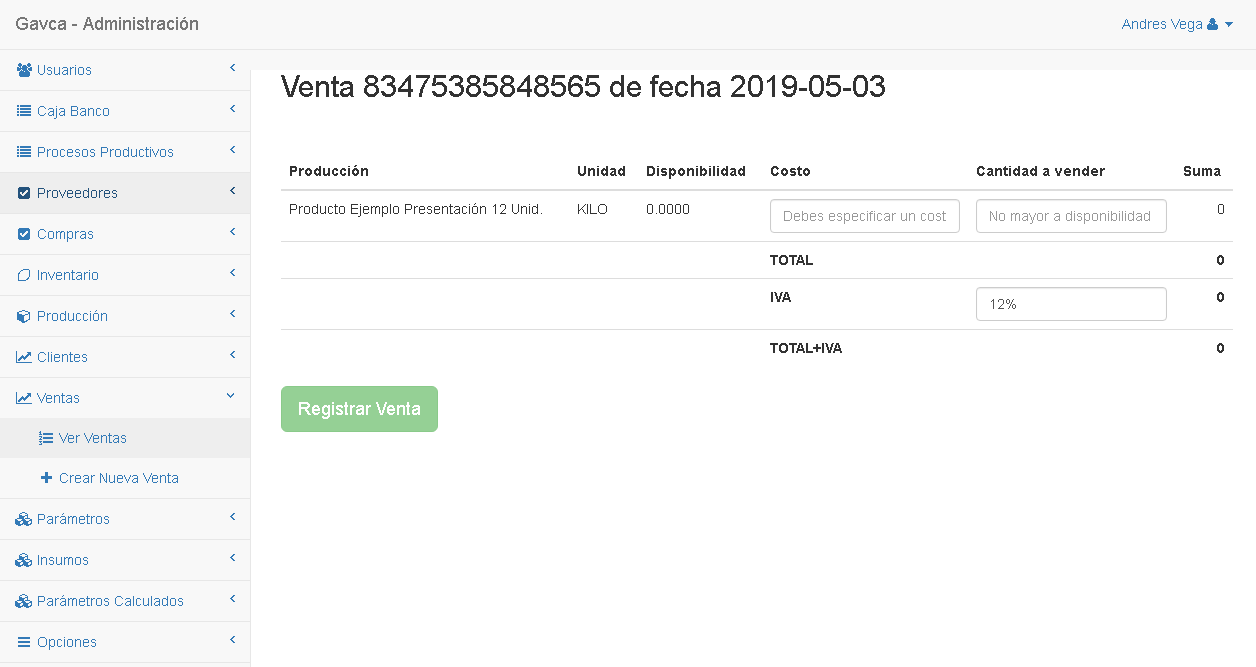 Gavca - Administración
Andres Vega
Usuarios
Caja Banco
Procesos Productivos
Proveedores
Compras
Inventario
Producción
Clientes
Ventas
Ver Ventas
Crear Nueva Venta
Parámetros
Insumos
Parámetros Calculados
Opciones
Venta 83475385848565 de fecha 2019-05-03
Producción Unidad Disponibilidad Costo Cantidad a vender Suma
Producto Ejemplo Presentación 12 Unid. KILO 0.0000 Debes especificar un cost No mayor a disponibilidad 0
TOTAL 0
IVA 12% 0
TOTAL+IVA 0
Registrar Venta